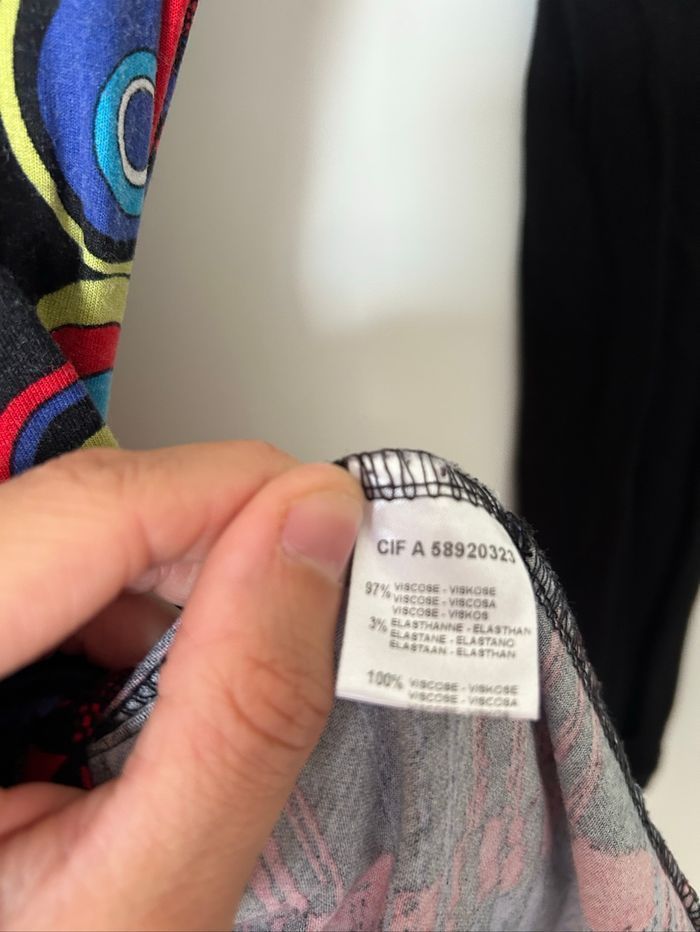 CIF A 58920323
97% VISCOSE - VISKOSE
VISCOSE - VISCOSA
VISCOSE - VISKOS
3% ELASTHANNE - ELASTHAN
ELASTANE - ELASTANO
ELASTAAN - ELASTHAN
100% VISCOSE - VISKOSE
VISCOSE - VISCOSA